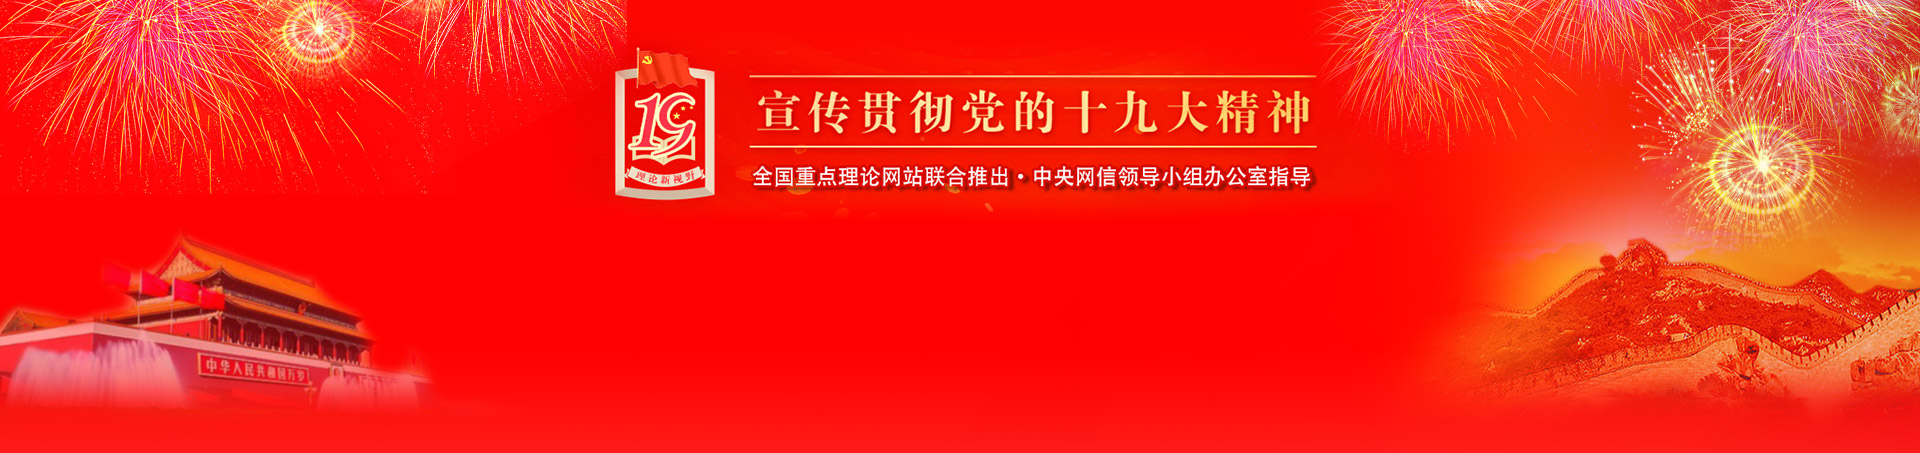 宣传贯彻党的十九大精神
19
理论新视野
全国重点理论网站联合推出·中央网信领导小组办公室指导
中华人民共和国万岁